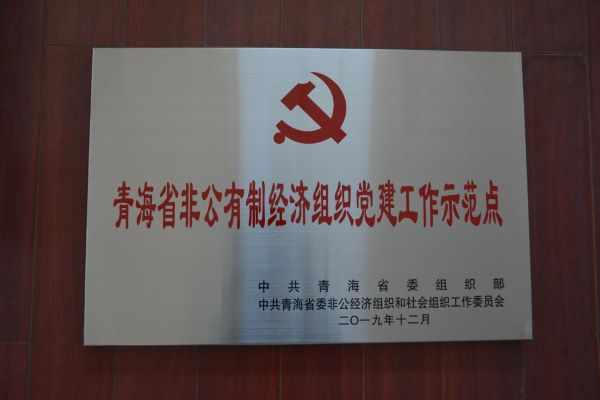 青海省非公有制经济组织党建工作示范点
中共青海省委组织部
中共青海省委非公经济组织和社会组织工作委员会
二〇一九年十二月